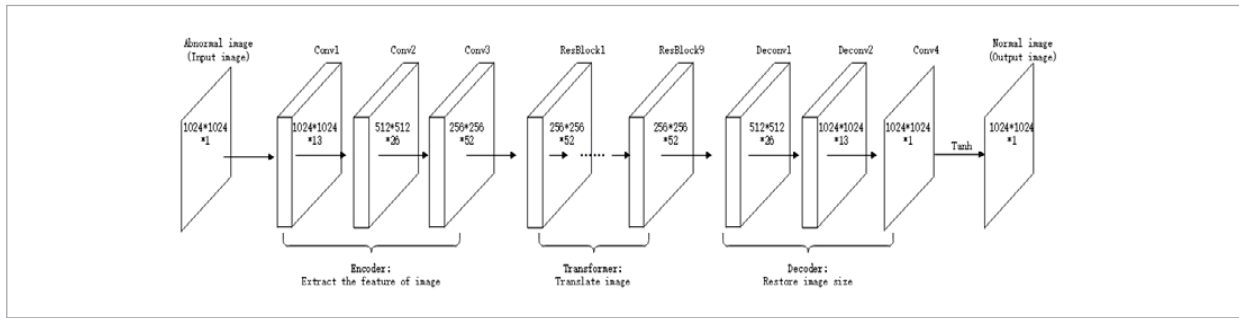 Abnormal image
(Input image)
Conv1
Conv2
Conv3
ResBlock1
ResBlock9
Deconv1
Deconv2
Conv4
Normal image
(Output image)
1024*1024
*1
1024*1024
*13
512*512
*26
256*256
*52
256*256
*52
......
256*256
*52
512*512
*26
1024*1024
*13
1024*1024
*1
Tanh
1024*1024
*1
Encoder:
Extract the feature of image
Transformer:
Translate image
Decoder:
Restore image size